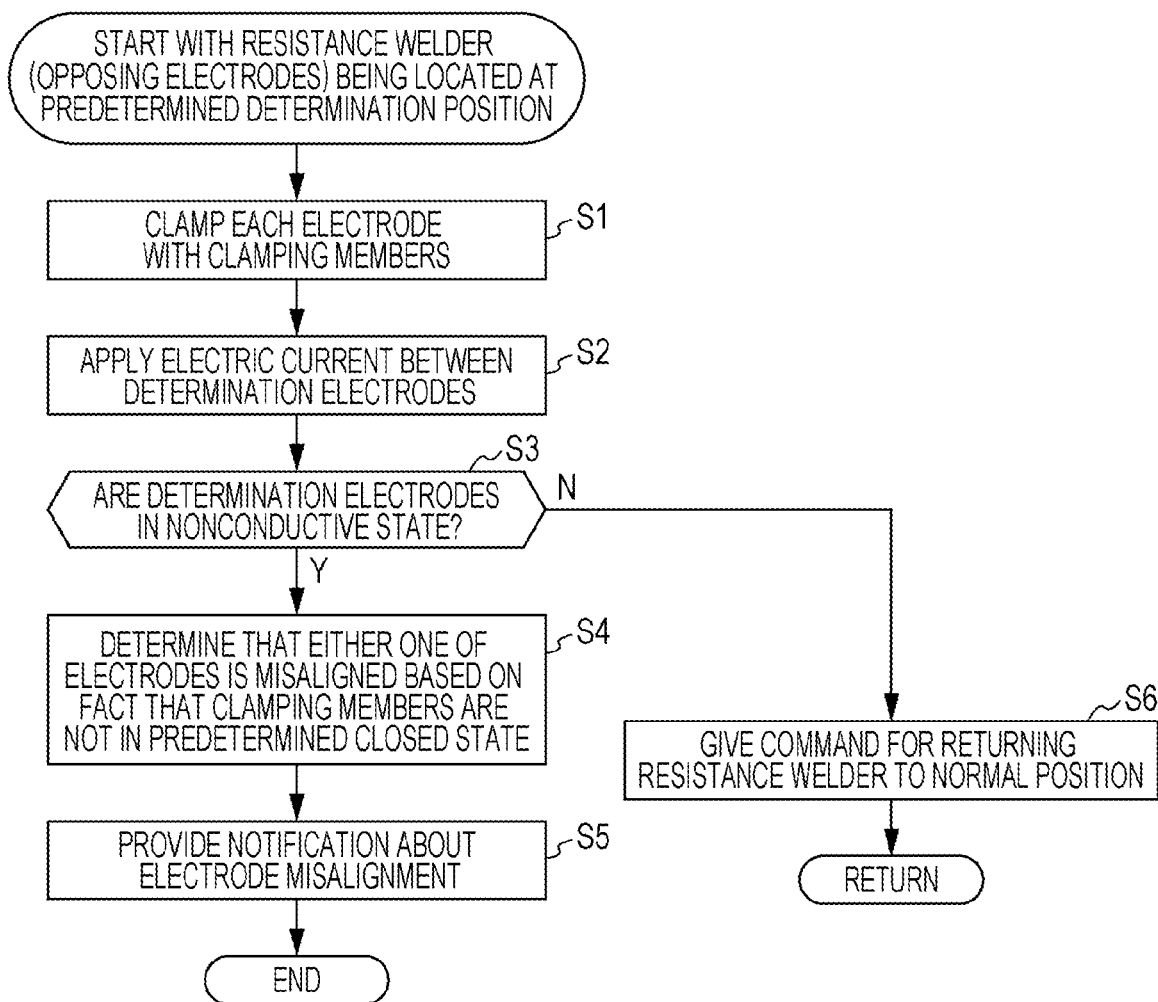 START WITH RESISTANCE WELDER
(OPPOSING ELECTRODES) BEING LOCATED AT
PREDETERMINED DETERMINATION POSITION
CLAMP EACH ELECTRODE
WITH CLAMPING MEMBERS
S1
APPLY ELECTRIC CURRENT BETWEEN
DETERMINATION ELECTRODES
S2
S3
ARE DETERMINATION ELECTRODES
IN NONCONDUCTIVE STATE?
N
Y
DETERMINE THAT EITHER ONE OF
ELECTRODES IS MISALIGNED BASED ON
FACT THAT CLAMPING MEMBERS ARE
NOT IN PREDETERMINED CLOSED STATE
S4
S6
GIVE COMMAND FOR RETURNING
RESISTANCE WELDER TO NORMAL POSITION
PROVIDE NOTIFICATION ABOUT
ELECTRODE MISALIGNMENT
S5
RETURN
END